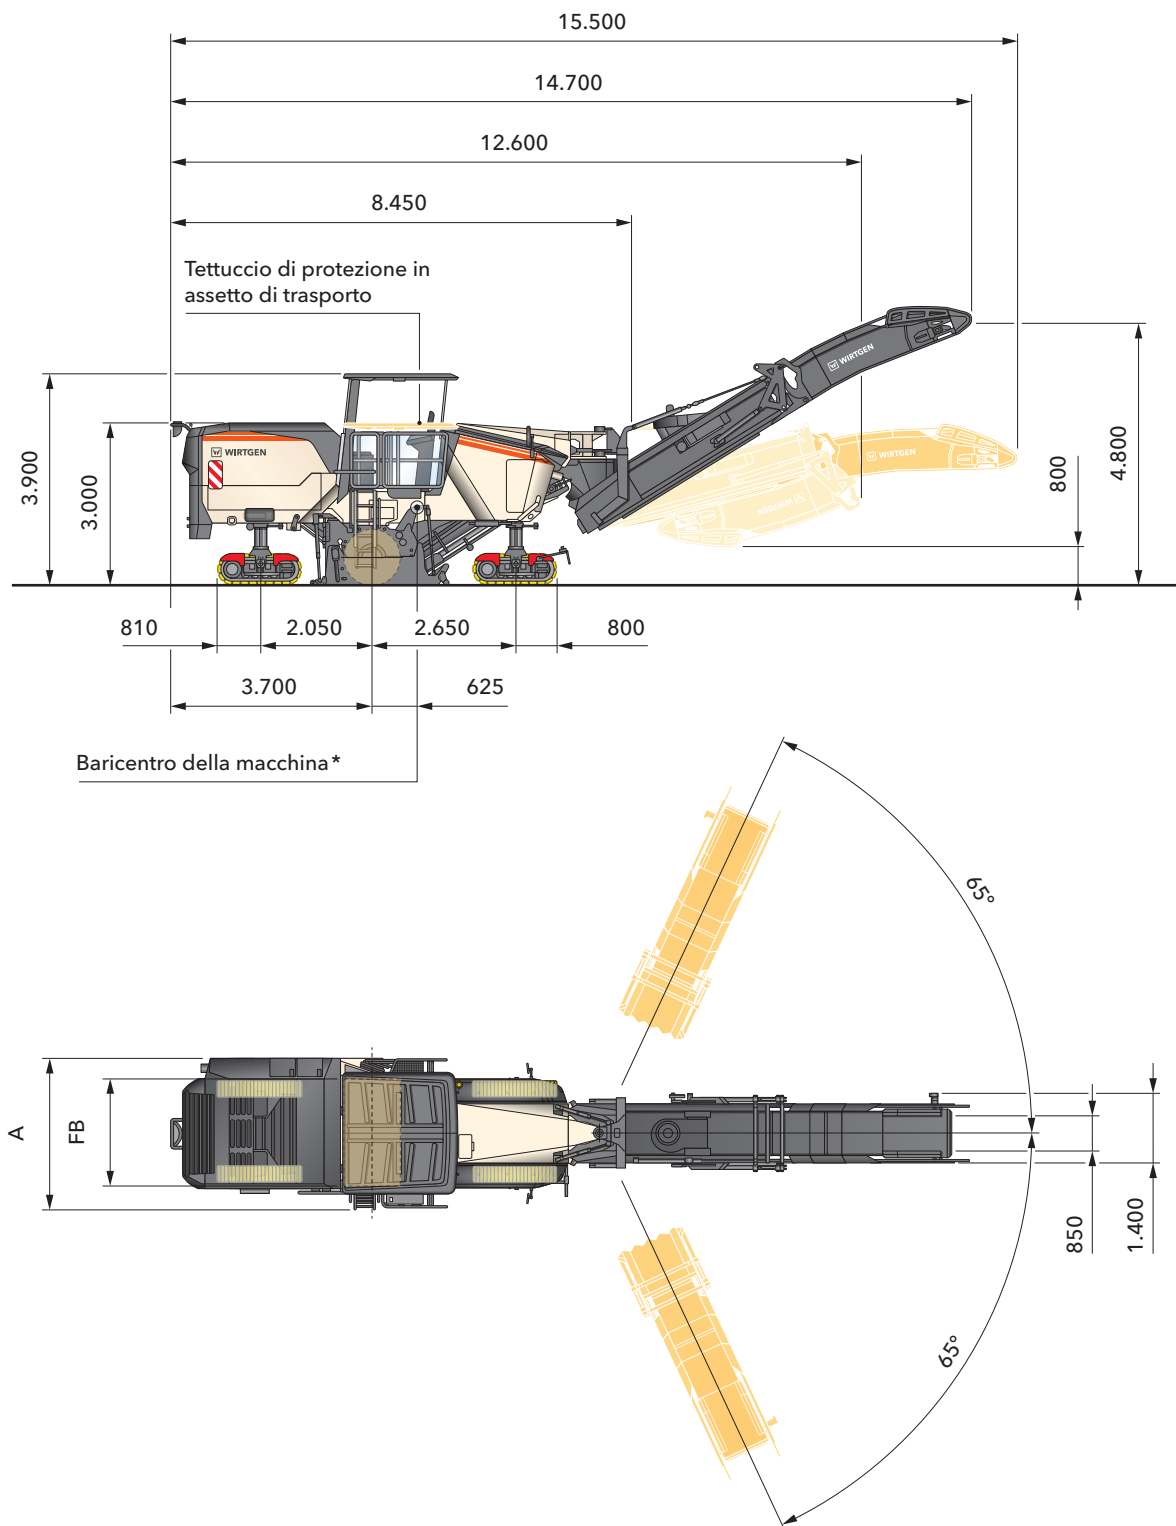 15.500
14.700
12.600
8.450
Tettuccio di protezione in
assetto di trasporto
WIRTGEN
WIRTGEN
WIRTGEN
WIRTGEN
3.900
3.000
800
4.800
810
2.050
2.650
800
3.700
625
Baricentro della macchina*
65°
A
FB
850
1.400
65°